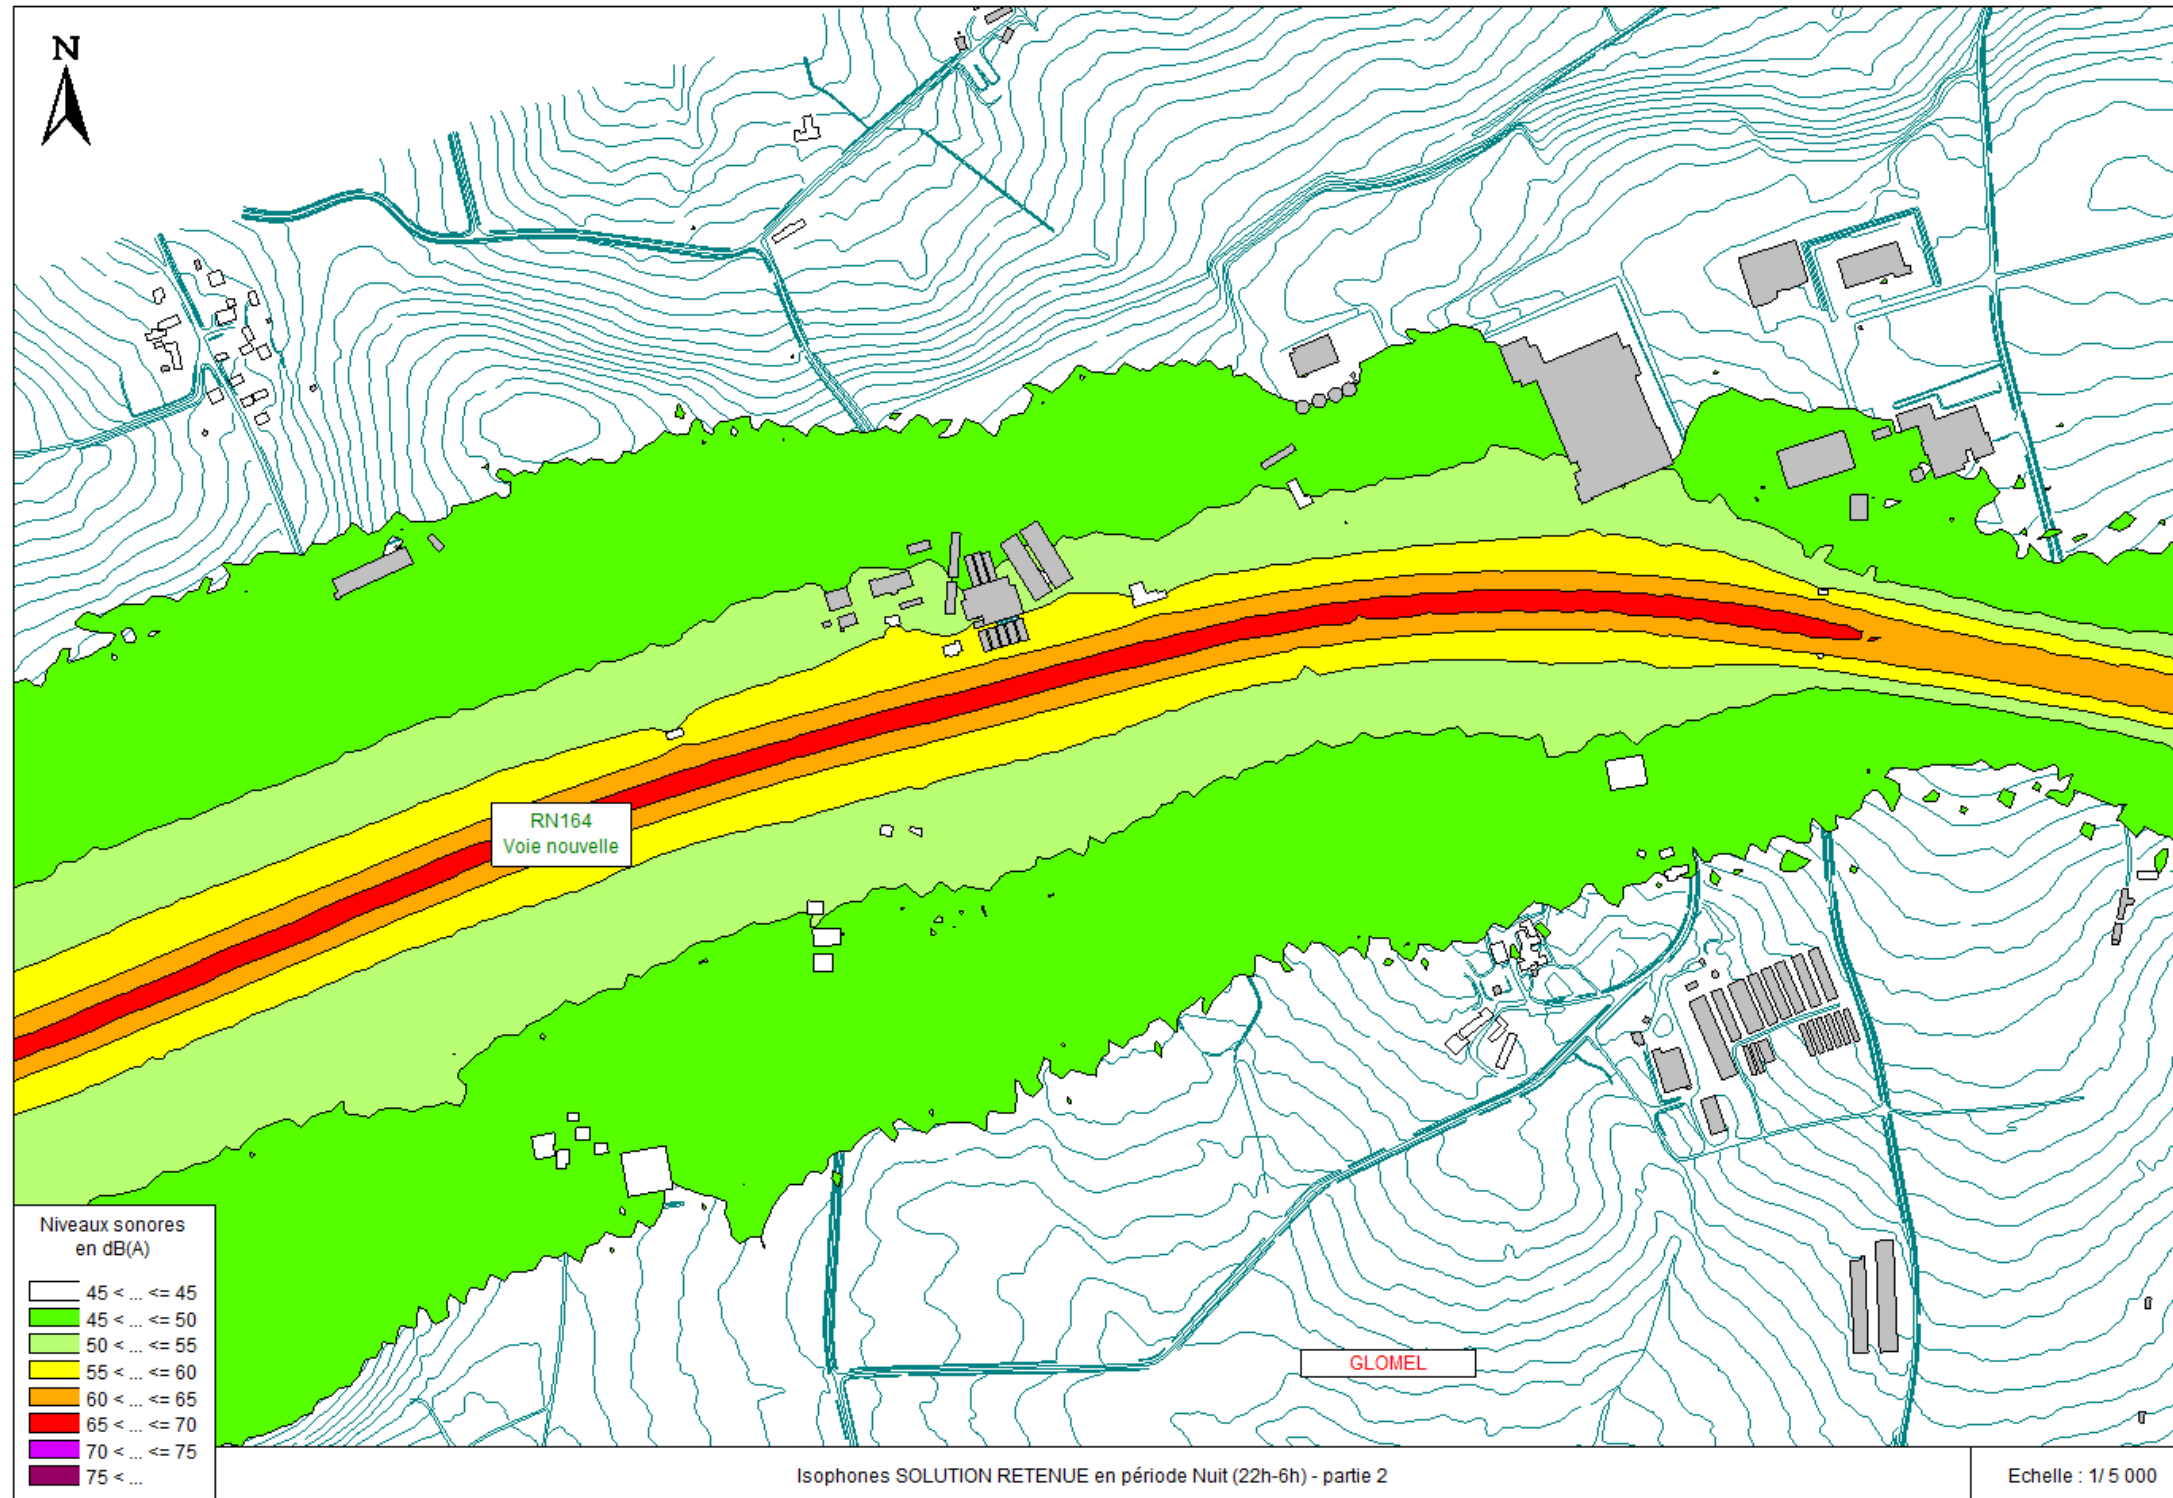 N
RN164
Voie nouvelle
Niveaux sonores
en dB(A)
45 < ... <= 45
45 < ... <= 50
50 < ... <= 55
55 < ... <= 60
60 < ... <= 65
65 < ... <= 70
70 < ... <= 75
75 < ...
GLOMEL
Isophones SOLUTION RETENUE en période Nuit (22h-6h) - partie 2
Echelle : 1/ 5 000